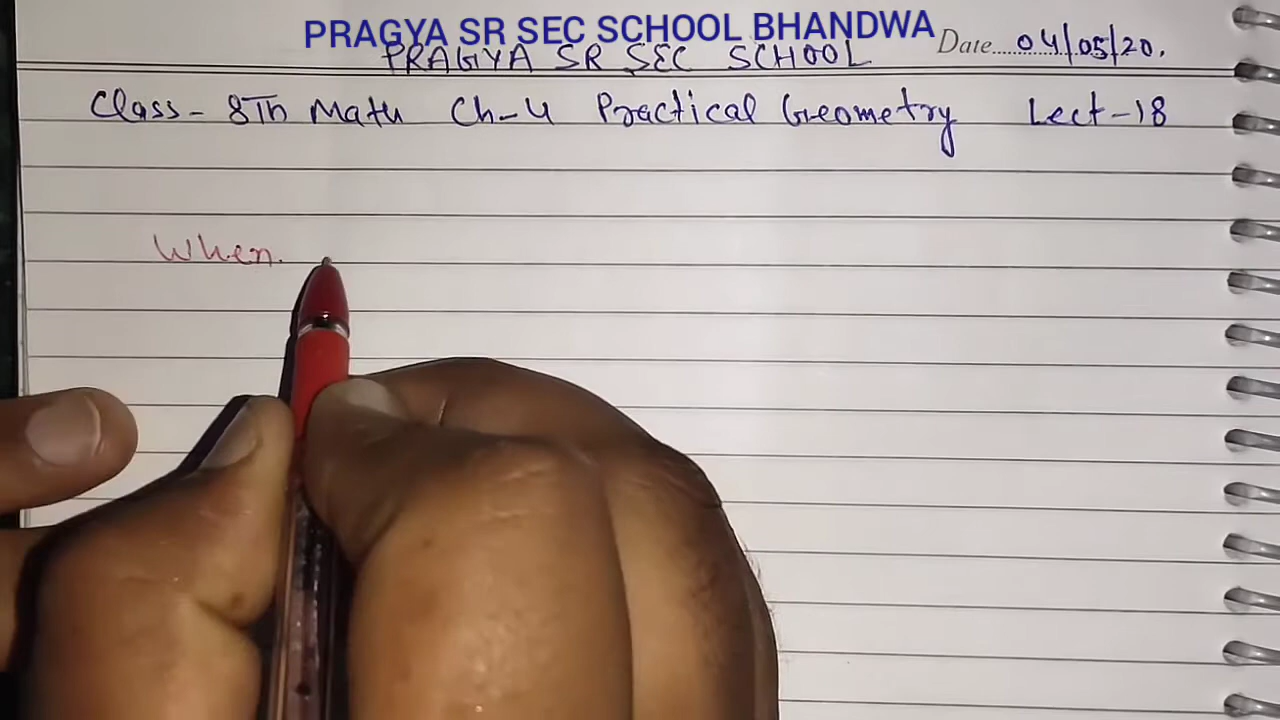 PRAGYA SR SEC SCHOOL BHANDWA
PRAGYA SR SEC SCHOOL
Date 04/05/20.
Class - 8Th Math Ch-4 Practical Geometry Lect-18
When.